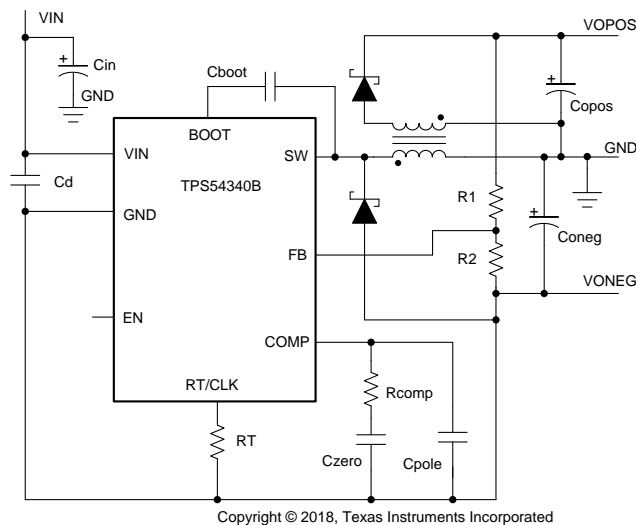 VIN
VOPOS
Cin
+
GND
Cboot
+
Copos
BOOT
VIN
SW
GND
Cd
TPS54340B
GND
R1
+
Coneg
FB
R2
VONEG
EN
COMP
RT/CLK
Rcomp
RT
Czero
Cpole
Copyright © 2018, Texas Instruments Incorporated